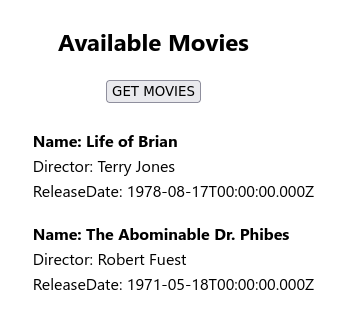 Available Movies
GET MOVIES
Name: Life of Brian
Director: Terry Jones
ReleaseDate: 1978-08-17T00:00:00.000Z
Name: The Abominable Dr. Phibes
Director: Robert Fuest
ReleaseDate: 1971-05-18T00:00:00.000Z